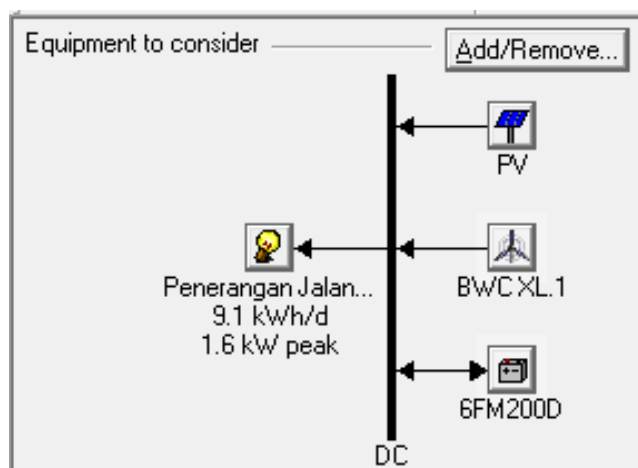 Equipment to consider
Add/Remove...
PV
Penerangan Jalan...
9.1 kWh/d
1.6 kW peak
BWC XL.1
6FM200D
DC